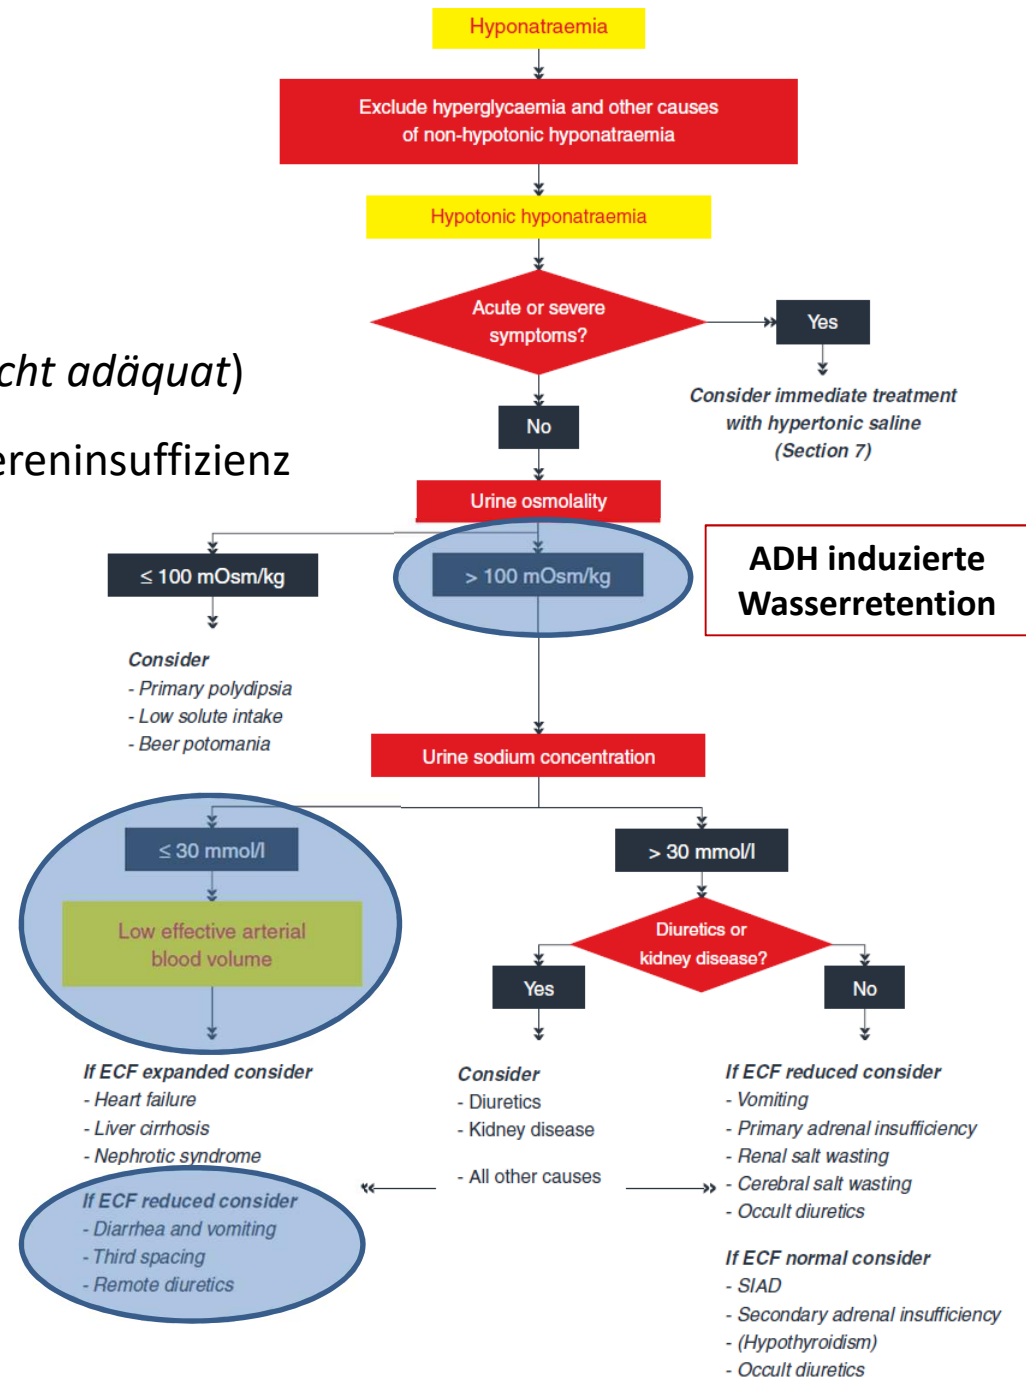 Hyponatraemia
Exclude hyperglycaemia and other causes
of non-hypotonic hyponatraemia
Hypotonic hyponatraemia
Acute or severe
symptoms?
Yes
Consider immediate treatment
with hypertonic saline
(Section 7)
cht adäquat)
No
ereninsuffizienz
Urine osmolality
≤ 100 mOsm/kg
> 100 mOsm/kg
ADH induzierte
Wasserretention
Consider
- Primary polydipsia
- Low solute intake
- Beer potomania
Urine sodium concentration
≤ 30 mmol/l
> 30 mmol/l
Low effective arterial
blood volume
Diuretics or
kidney disease?
Yes
No
If ECF expanded consider
- Heart failure
- Liver cirrhosis
- Nephrotic syndrome
If ECF reduced consider
- Diarrhea and vomiting
- Third spacing
- Remote diuretics
Consider
- Diuretics
- Kidney disease
- All other causes
If ECF reduced consider
- Vomiting
- Primary adrenal insufficiency
- Renal salt wasting
- Cerebral salt wasting
- Occult diuretics
If ECF normal consider
- SIAD
- Secondary adrenal insufficiency
- (Hypothyroidism)
- Occult diuretics